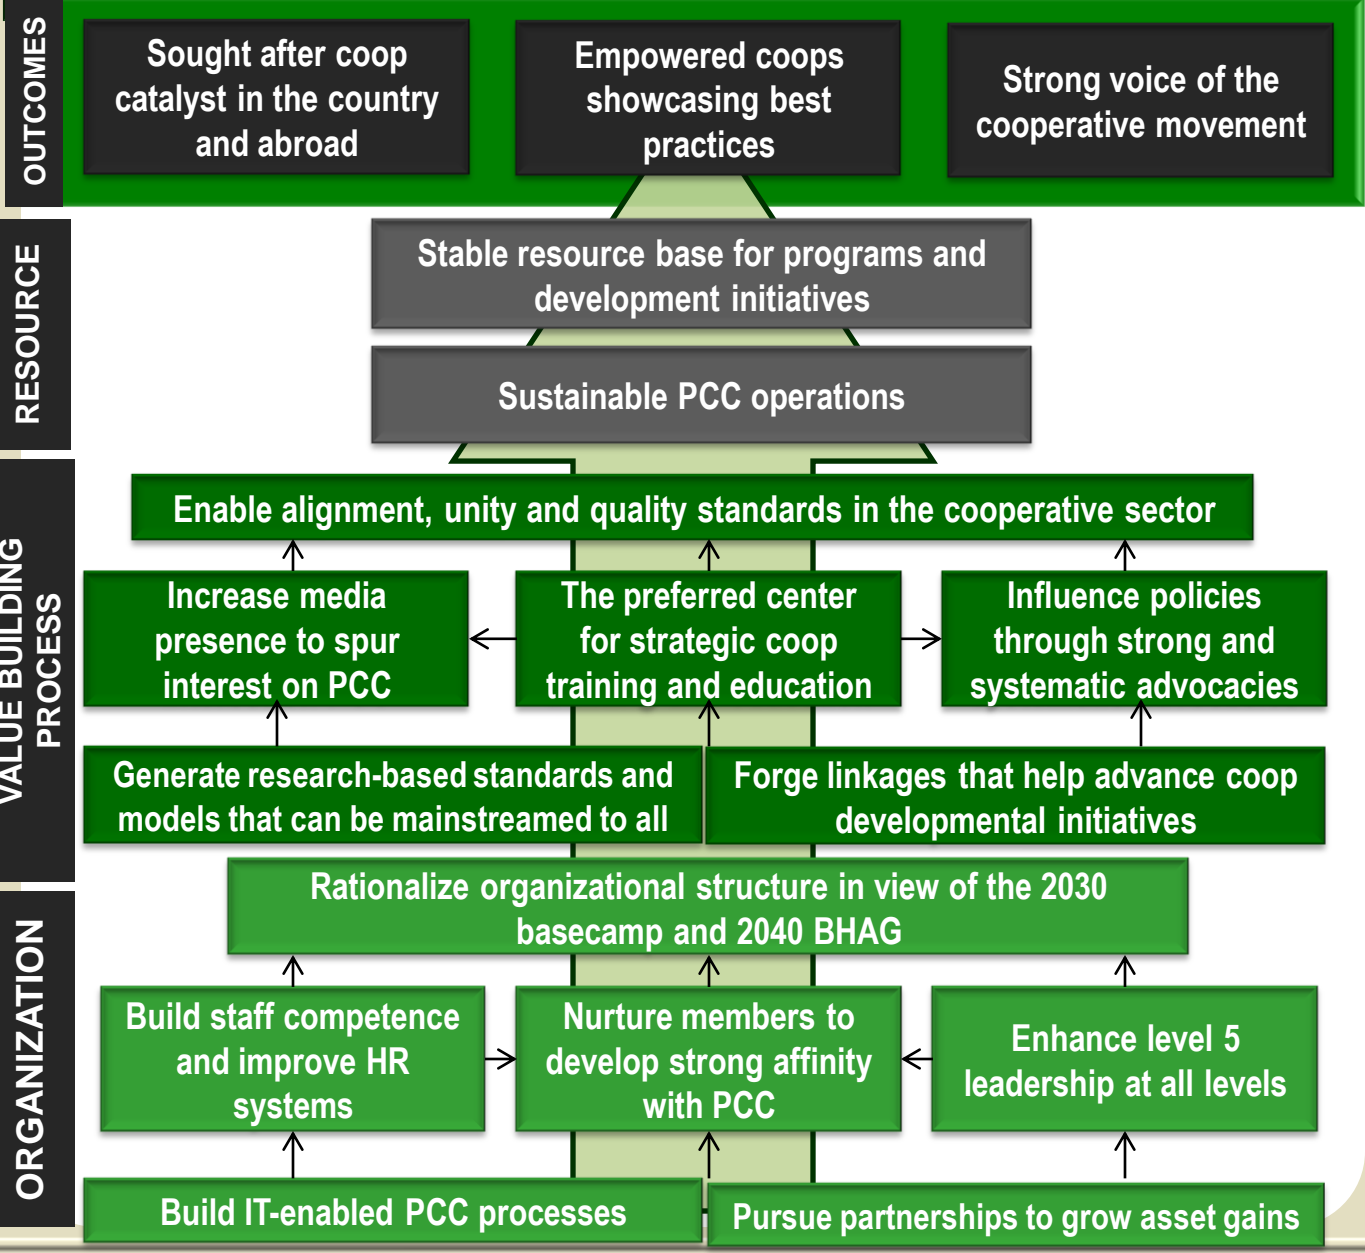 OUTCOMES
Sought after coop
catalyst in the country
and abroad
Empowered coops
showcasing best
practices
Strong voice of the
cooperative movement
RESOURCE
Stable resource base for programs and
development initiatives
Sustainable PCC operations
VALUE BUILDING
PROCESS
Enable alignment, unity and quality standards in the cooperative sector
Increase media
presence to spur
interest on PCC
The preferred center
for strategic coop
training and education
Influence policies
through strong and
systematic advocacies
Generate research-based standards and
models that can be mainstreamed to all
Forge linkages that help advance coop
developmental initiatives
ORGANIZATION
Rationalize organizational structure in view of the 2030
basecamp and 2040 BHAG
Build staff competence
and improve HR
systems
Nurture members to
develop strong affinity
with PCC
Enhance level 5
leadership at all levels
Build IT-enabled PCC processes
Pursue partnerships to grow asset gains